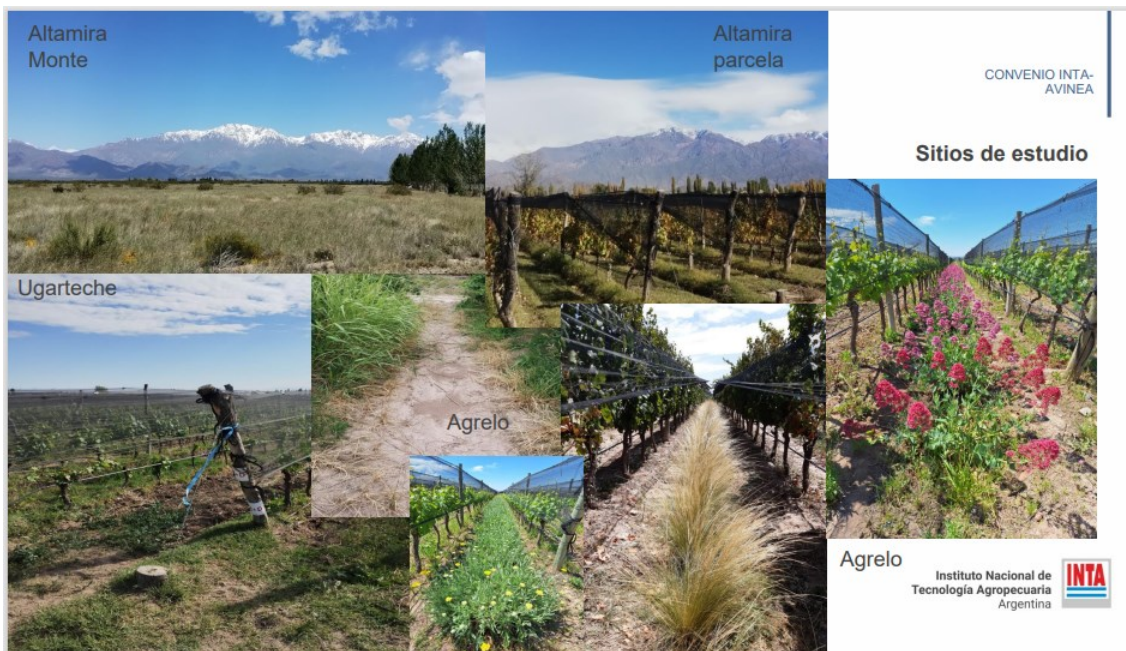 Altamira
Monte
Altamira
parcela
CONVENIO INTA-
AVINEA
Sitios de estudio
Ugarteche
Agrelo
Agrelo
Instituto Nacional de
Tecnología Agropecuaria
Argentina
INTA